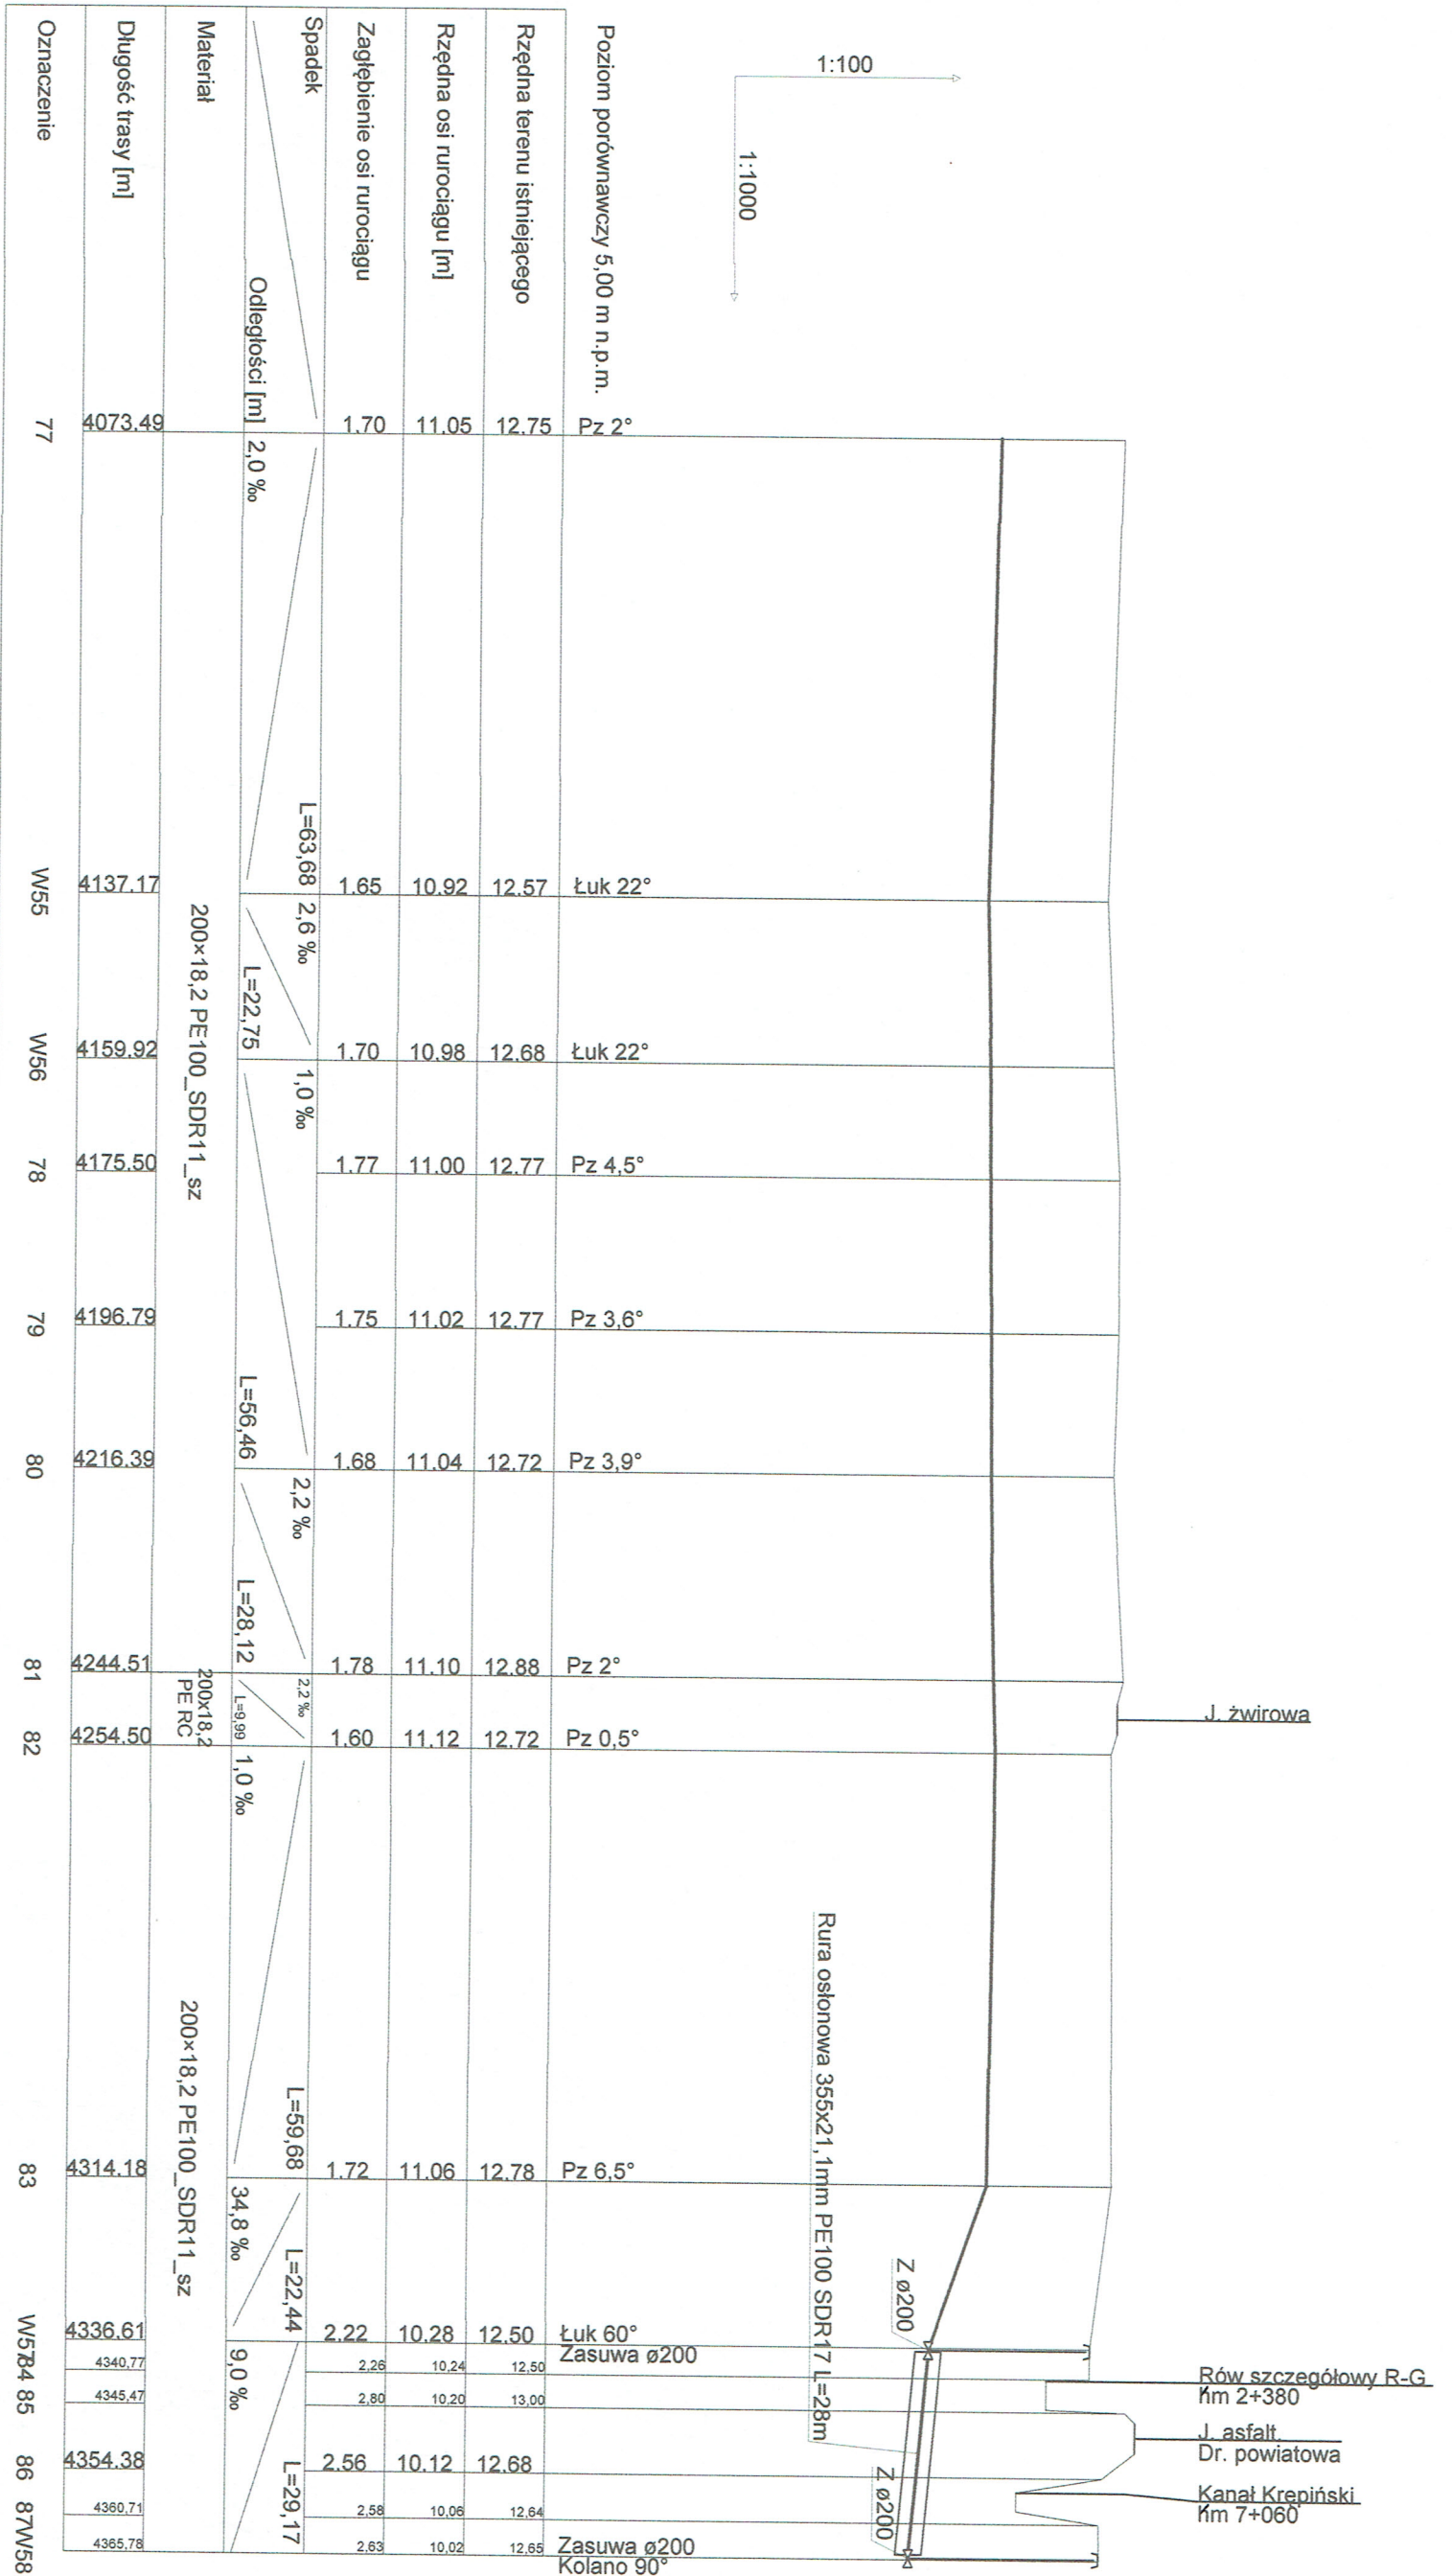 1:100
1:1000
Rów szczegółowy R-G
Km 2+380
J. asfalt.
Dr. powiatowa
Kanał Krępiński
Km 7+060
J. żwirowa
Z ø200
Z ø200
Rura osłonowa 355x21,1mm PE100 SDR17 L=28m
Poziom porównawczy 5,00 m n.p.m.
Pz 2°
Łuk 22°
Łuk 22°
Pz 4,5°
Pz 3,6°
Pz 3,9°
Pz 2°
Pz 0,5°
Pz 6,5°
Łuk 60°
Zasuwa ø200
Zasuwa ø200
Kolano 90°
Rzędna terenu istniejącego
12.75 12.57 12.68 12.77 12.77 12.72 12.88 12.72 12.78 12.50 12,50 13,00 12.68 12,64 12,65
Rzędna osi rurociągu [m]
11.05 10.92 10.98 11.00 11.02 11.04 11.10 11.12 11.06 10.28 10,24 10,20 10.12 10,06 10,02
Zagłębienie osi rurociągu
1.70 1.65 1.70 1.77 1.75 1.68 1.78 1.60 1.72 2.22 2,26 2,80 2.56 2,58 2,63
Spadek
Odległości [m]
2,0 ‰ L=63,68
2,6 ‰ L=22,75
1,0 ‰ L=56,46
2,2 ‰ L=28,12
2,2 ‰ L=9,99
1,0 ‰ L=59,68
34,8 ‰ L=22,44
9,0 ‰ L=29,17
Materiał
200×18,2 PE100_SDR11_sz
200x18,2
PE RC
200×18,2 PE100_SDR11_sz
Długość trasy [m]
4073.49 4137.17 4159.92 4175.50 4196.79 4216.39 4244.51 4254.50 4314.18 4336.61 4340,77 4345,47 4354.38 4360,71 4365,78
Oznaczenie
77 W55 W56 78 79 80 81 82 83 W57 84 85 86 87 W58